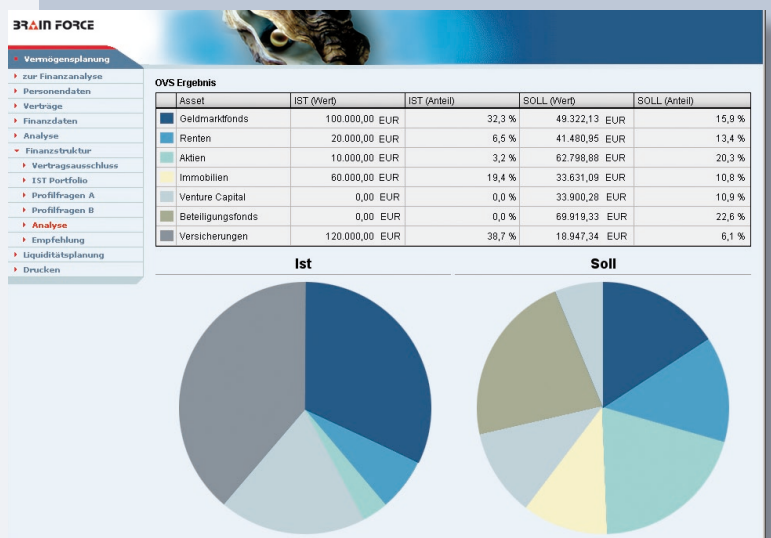 BRAIN FORCE
Vermögensplanung
zur Finanzanalyse
Personendaten
Verträge
Finanzdaten
Analyse
Finanzstruktur
Vertragsausschluss
IST Portfolio
Profilfragen A
Profilfragen B
Analyse
Empfehlung
Liquiditätsplanung
Drucken
OVS Ergebnis
Asset IST (Wert) IST (Anteil) SOLL (Wert) SOLL (Anteil)
Geldmarktfonds 100.000,00 EUR 32,3 % 49.322,13 EUR 15,9 %
Renten 20.000,00 EUR 6,5 % 41.480,95 EUR 13,4 %
Aktien 10.000,00 EUR 3,2 % 62.798,88 EUR 20,3 %
Immobilien 60.000,00 EUR 19,4 % 33.631,09 EUR 10,8 %
Venture Capital 0,00 EUR 0,0 % 33.900,28 EUR 10,9 %
Beteiligungsfonds 0,00 EUR 0,0 % 69.919,33 EUR 22,6 %
Versicherungen 120.000,00 EUR 38,7 % 18.947,34 EUR 6,1 %
Ist Soll